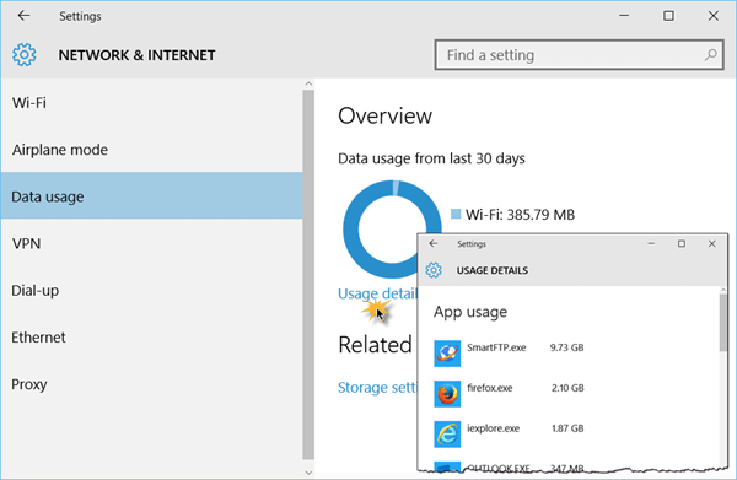 Settings
NETWORK & INTERNET
Find a setting
Wi-Fi
Airplane mode
Data usage
VPN
Dial-up
Ethernet
Proxy
Overview
Data usage from last 30 days
Wi-Fi: 385.79 MB
Usage detail
Related
Storage setti
Settings
USAGE DETAILS
App usage
SmartFTP.exe 9.73 GB
firefox.exe 2.10 GB
iexplore.exe 1.87 GB
OUTLOOK.EXE 347 MB